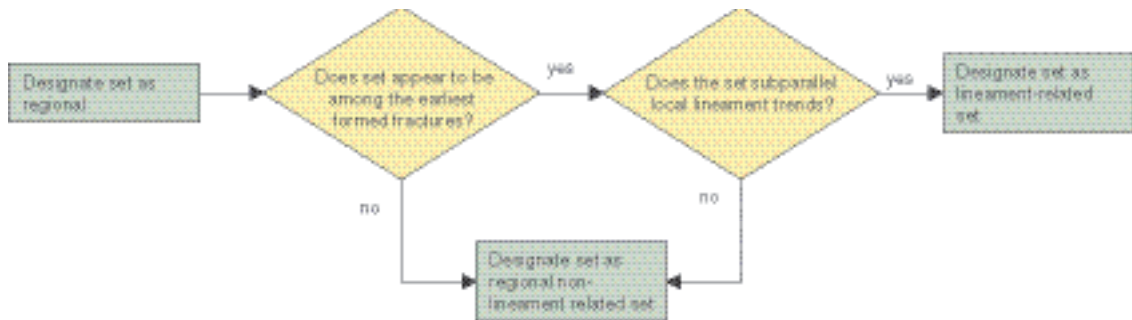 Designate set as
regional
Does set appear to be
among the earliest
formed fractures?
yes
Does the set subparallel
local lineament trends?
yes
Designate set as
lineament-related
set
no
no
Designate set as
regional non-
lineament related set